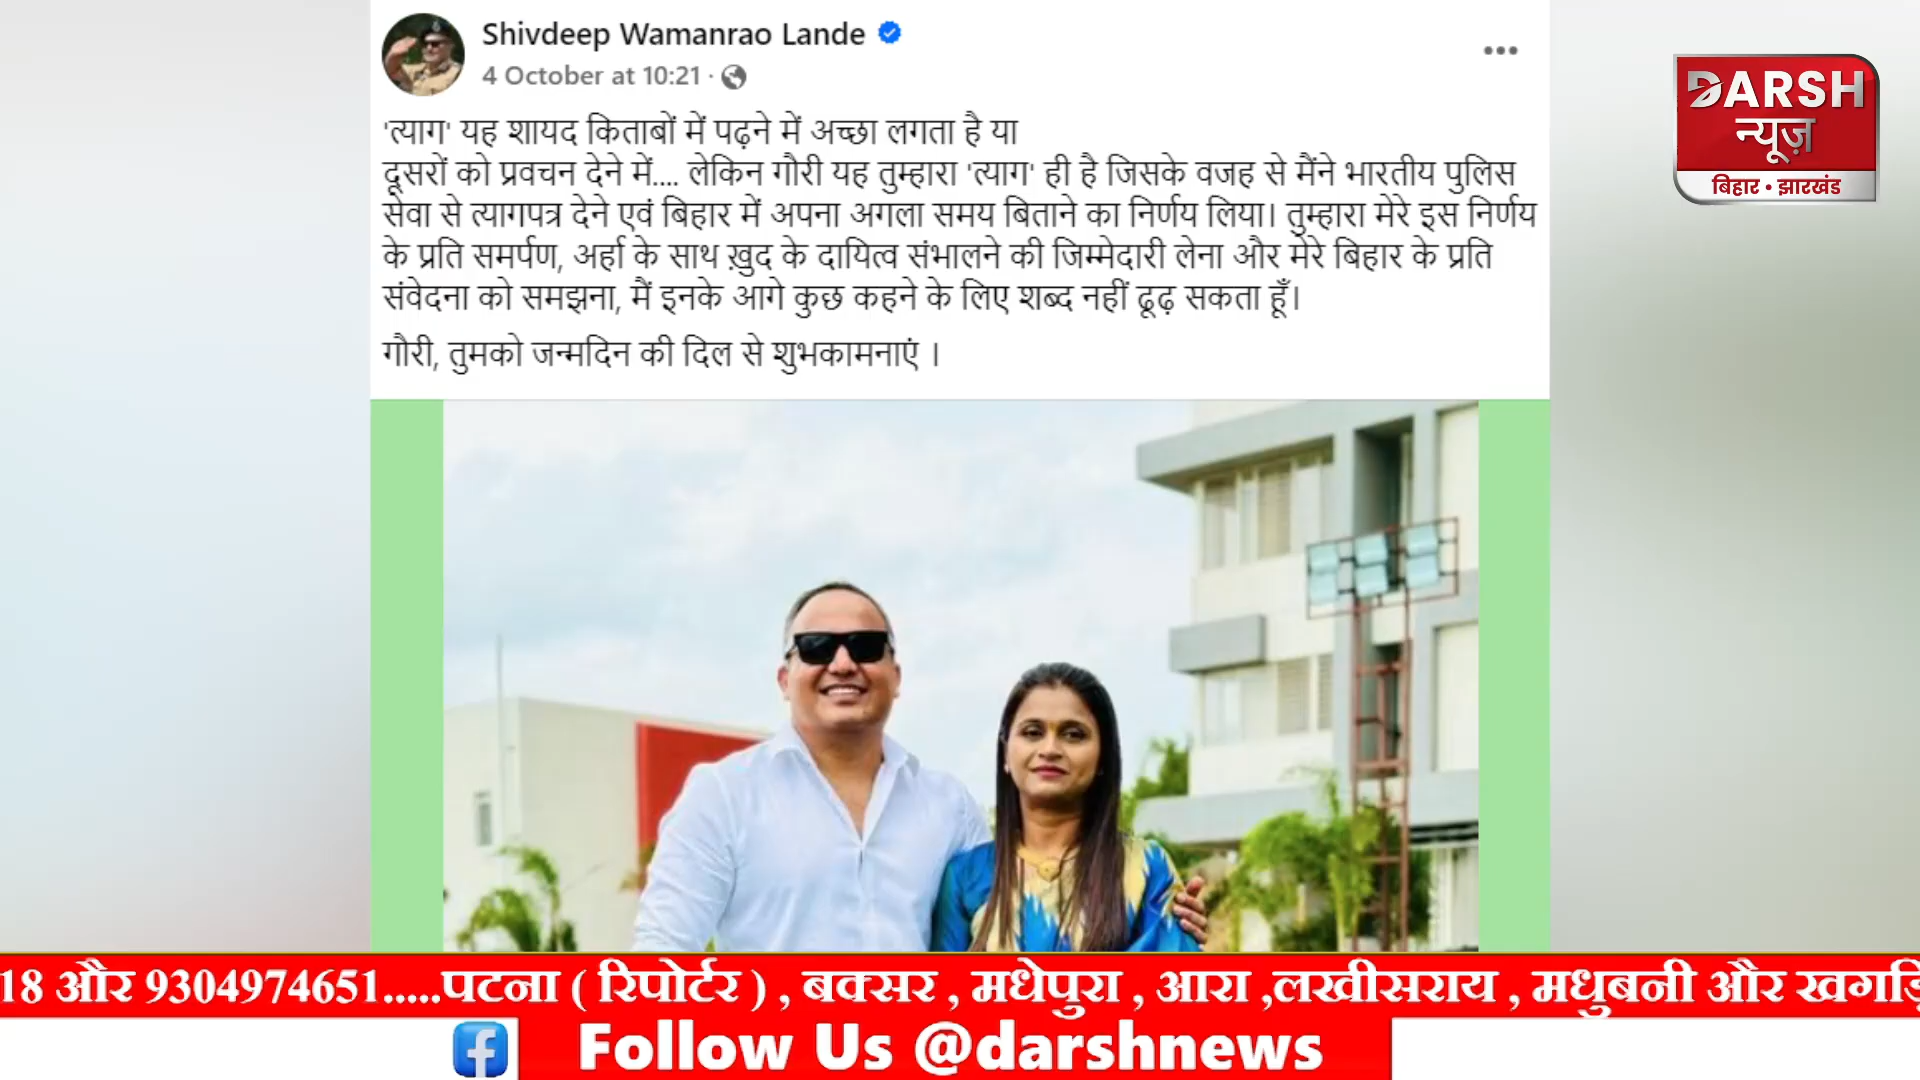 Shivdeep Wamanrao Lande
4 October at 10:21 ·
DARSH
न्यूज़
बिहार • झारखंड
'त्याग' यह शायद किताबों में पढ़ने में अच्छा लगता है या
दूसरों को प्रवचन देने में.... लेकिन गौरी यह तुम्हारा 'त्याग' ही है जिसके वजह से मैंने भारतीय पुलिस
सेवा से त्यागपत्र देने एवं बिहार में अपना अगला समय बिताने का निर्णय लिया। तुम्हारा मेरे इस निर्णय
के प्रति समर्पण, अर्हा के साथ ख़ुद के दायित्व संभालने की जिम्मेदारी लेना और मेरे बिहार के प्रति
संवेदना को समझना, मैं इनके आगे कुछ कहने के लिए शब्द नहीं ढूढ़ सकता हूँ।
गौरी, तुमको जन्मदिन की दिल से शुभकामनाएं ।
18 और 9304974651.....पटना ( रिपोर्टर ) , बक्सर , मधेपुरा , आरा ,लखीसराय , मधुबनी और
Follow Us @darshnews